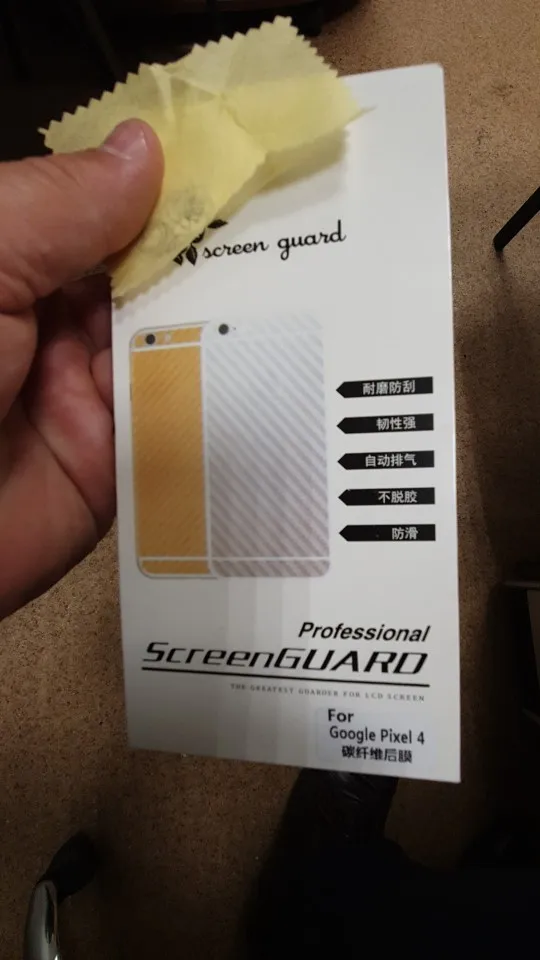 screen guard
耐磨防刮
韧性强
自动排气
不脱胶
防滑
Professional
ScreenGUARD
THE GREATEST GUARDER FOR LCD SCREEN
For
Google Pixel 4
碳纤维后膜